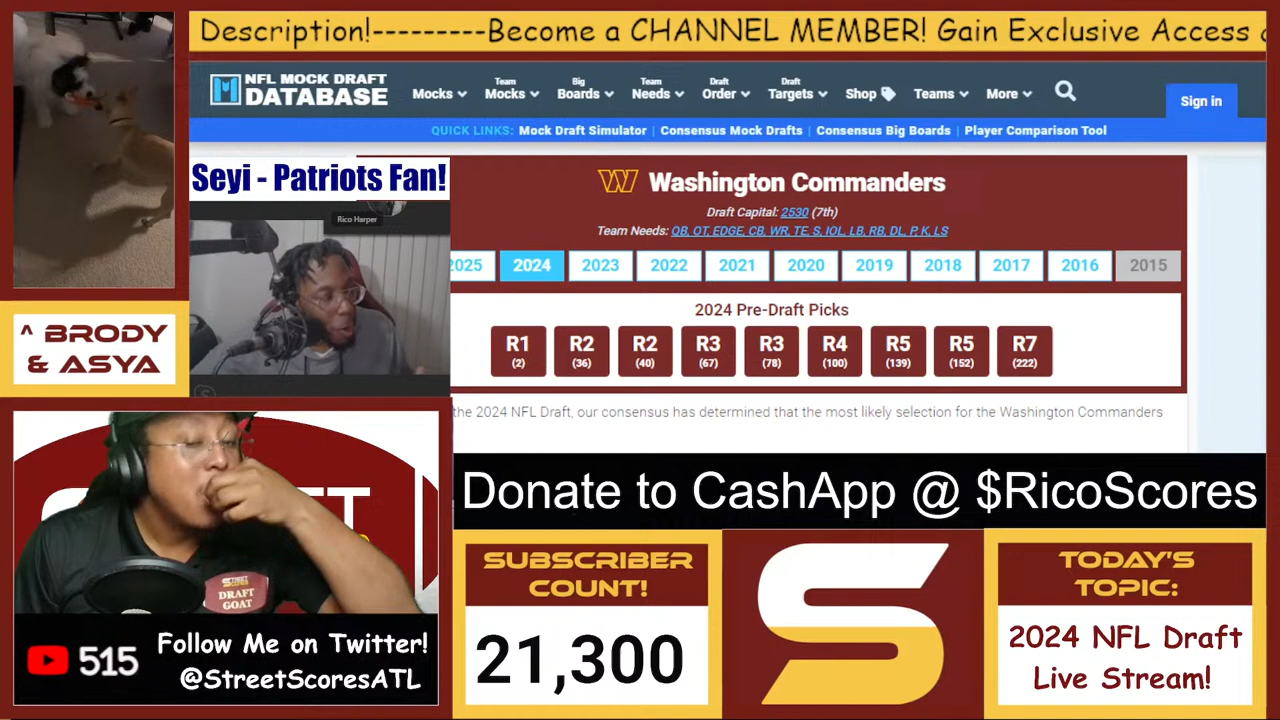 Description!---------Become a CHANNEL MEMBER! Gain Exclusive Access
NFL MOCK DRAFT
DATABASE
Mocks
Team
Mocks
Big
Boards
Team
Needs
Draft
Order
Draft
Targets
Shop
Teams
More
Sign in
QUICK LINKS: Mock Draft Simulator | Consensus Mock Drafts | Consensus Big Boards | Player Comparison Tool
Seyi - Patriots Fan!
Rico Harper
W Washington Commanders
Draft Capital: 2530 (7th)
Team Needs: QB, OT, EDGE, CB, WR, TE, S, IOL, LB, RB, DL, P, K, LS
2025 2024 2023 2022 2021 2020 2019 2018 2017 2016 2015
2024 Pre-Draft Picks
R1 R2 R2 R3 R3 R4 R5 R5 R7
(2) (36) (40) (67) (78) (100) (139) (152) (222)
the 2024 NFL Draft, our consensus has determined that the most likely selection for the Washington Commanders
^ BRODY
& ASYA
Donate to CashApp @ $RicoScores
DRAFT
GOAT
515
Follow Me on Twitter!
@StreetScoresATL
SUBSCRIBER
COUNT!
21,300
S
TODAY'S
TOPIC:
2024 NFL Draft
Live Stream!